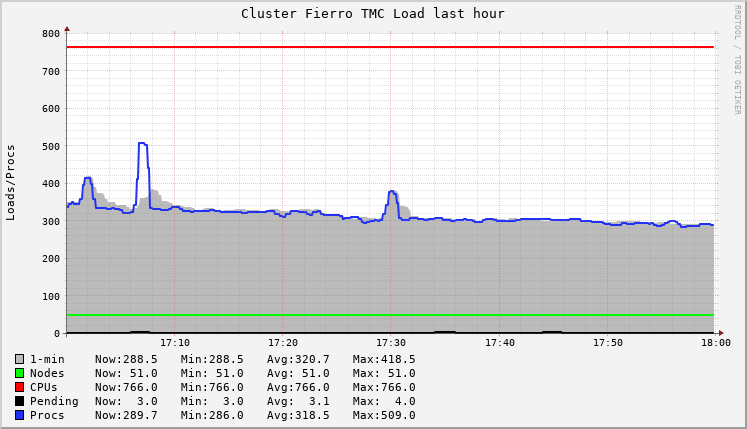 Cluster Fierro TMC Load last hour
RRDTOOL / TOBI OETIKER
Loads/Procs
800
700
600
500
400
300
200
100
0
17:10 17:20 17:30 17:40 17:50 18:00
1-min Now:288.5 Min:288.5 Avg:320.7 Max:418.5
Nodes Now: 51.0 Min: 51.0 Avg: 51.0 Max: 51.0
CPUs Now:766.0 Min:766.0 Avg:766.0 Max:766.0
Pending Now: 3.0 Min: 3.0 Avg: 3.1 Max: 4.0
Procs Now:289.7 Min:286.0 Avg:318.5 Max:509.0